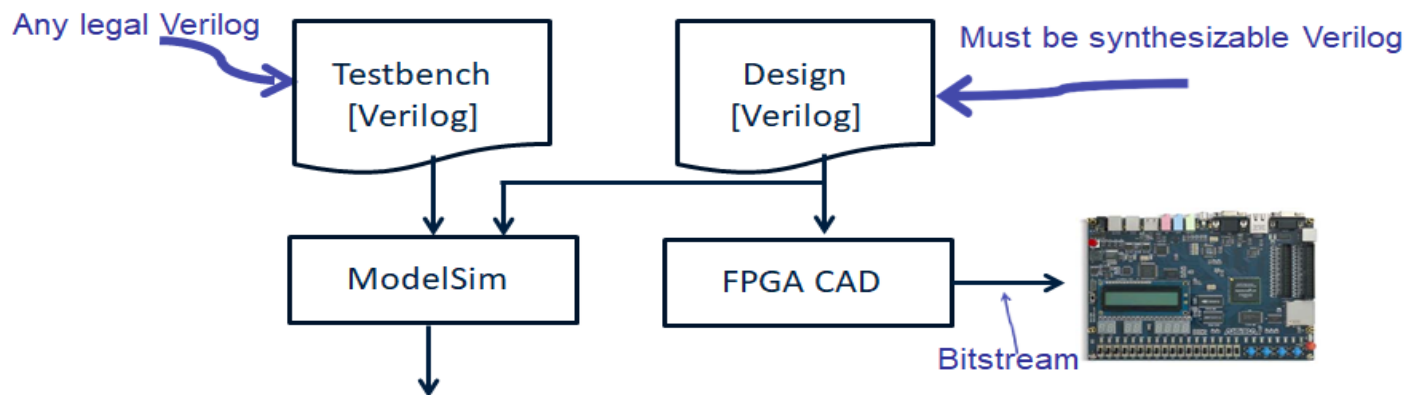 Any legal Verilog
Testbench
[Verilog]
Design
[Verilog]
Must be synthesizable Verilog
ModelSim
FPGA CAD
Bitstream